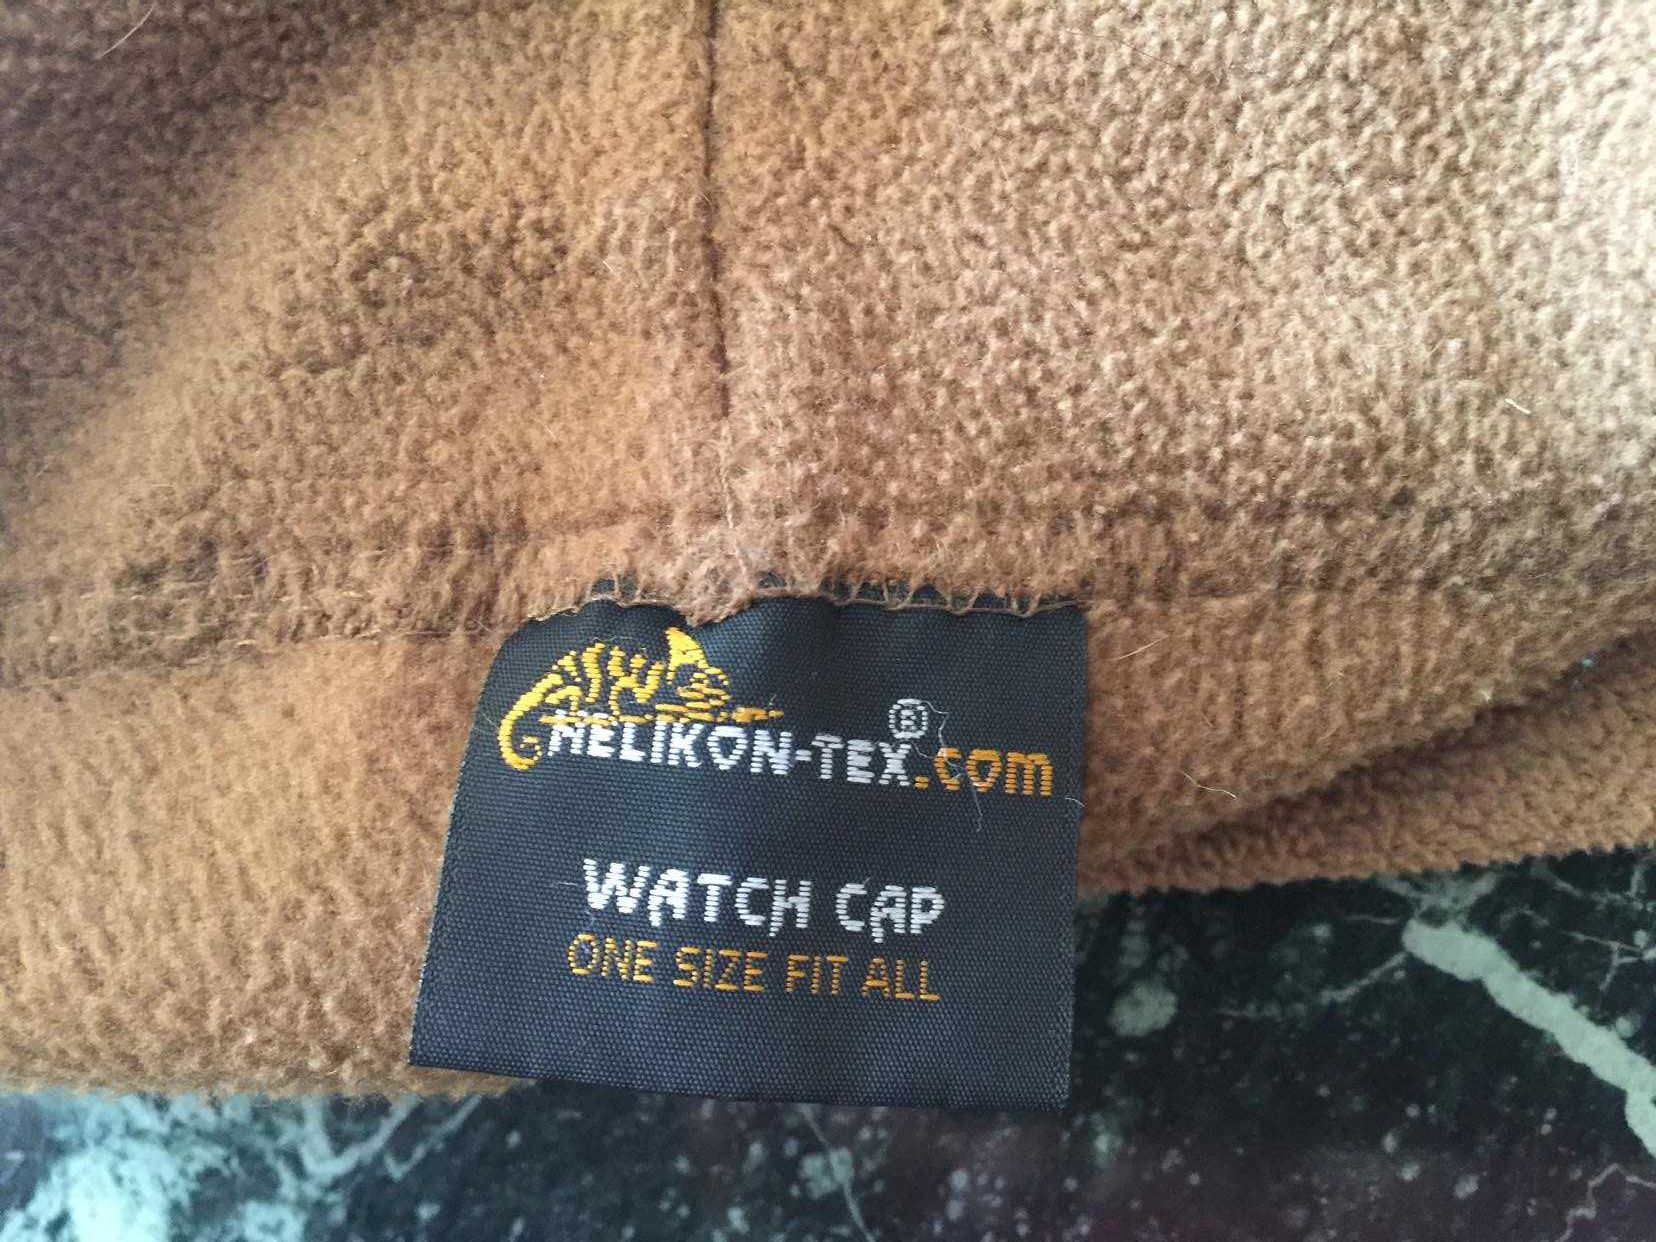 HELIKON-TEX®.com
WATCH CAP
ONE SIZE FIT ALL